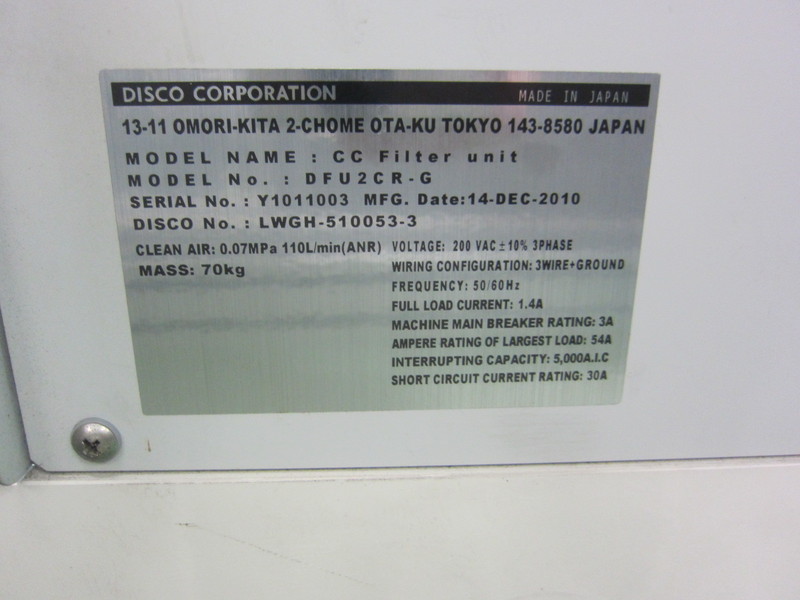 DISCO CORPORATION MADE IN JAPAN
13-11 OMORI-KITA 2-CHOME OTA-KU TOKYO 143-8580 JAPAN
MODEL NAME : CC Filter unit
MODEL No. : DFU2CR-G
SERIAL No. : Y1011003 MFG. Date:14-DEC-2010
DISCO No. : LWGH-510053-3
CLEAN AIR: 0.07MPa 110L/min(ANR)
MASS: 70kg
VOLTAGE: 200 VAC±10% 3PHASE
WIRING CONFIGURATION: 3WIRE+GROUND
FREQUENCY: 50/60Hz
FULL LOAD CURRENT: 1.4A
MACHINE MAIN BREAKER RATING: 3A
AMPERE RATING OF LARGEST LOAD: 54A
INTERRUPTING CAPACITY: 5,000A.I.C
SHORT CIRCUIT CURRENT RATING: 30A